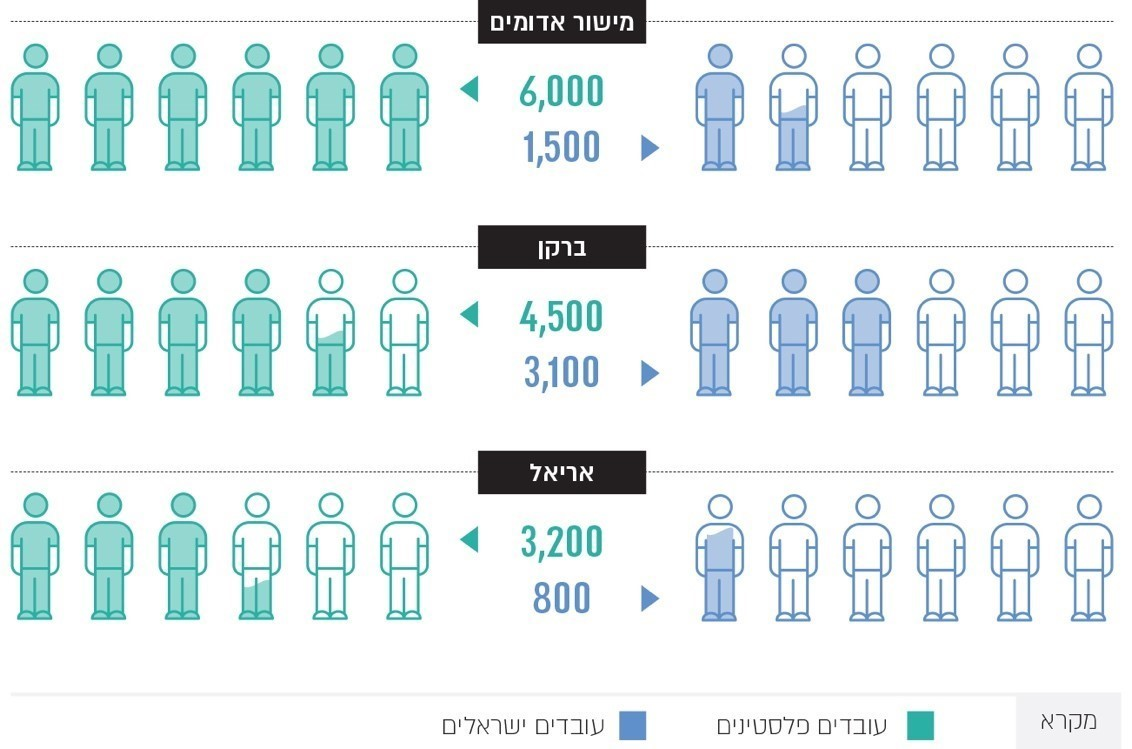 מישור אדומים
6,000
1,500
ברקן
4,500
3,100
אריאל
3,200
800
מקרא
עובדים פלסטינים
עובדים ישראלים